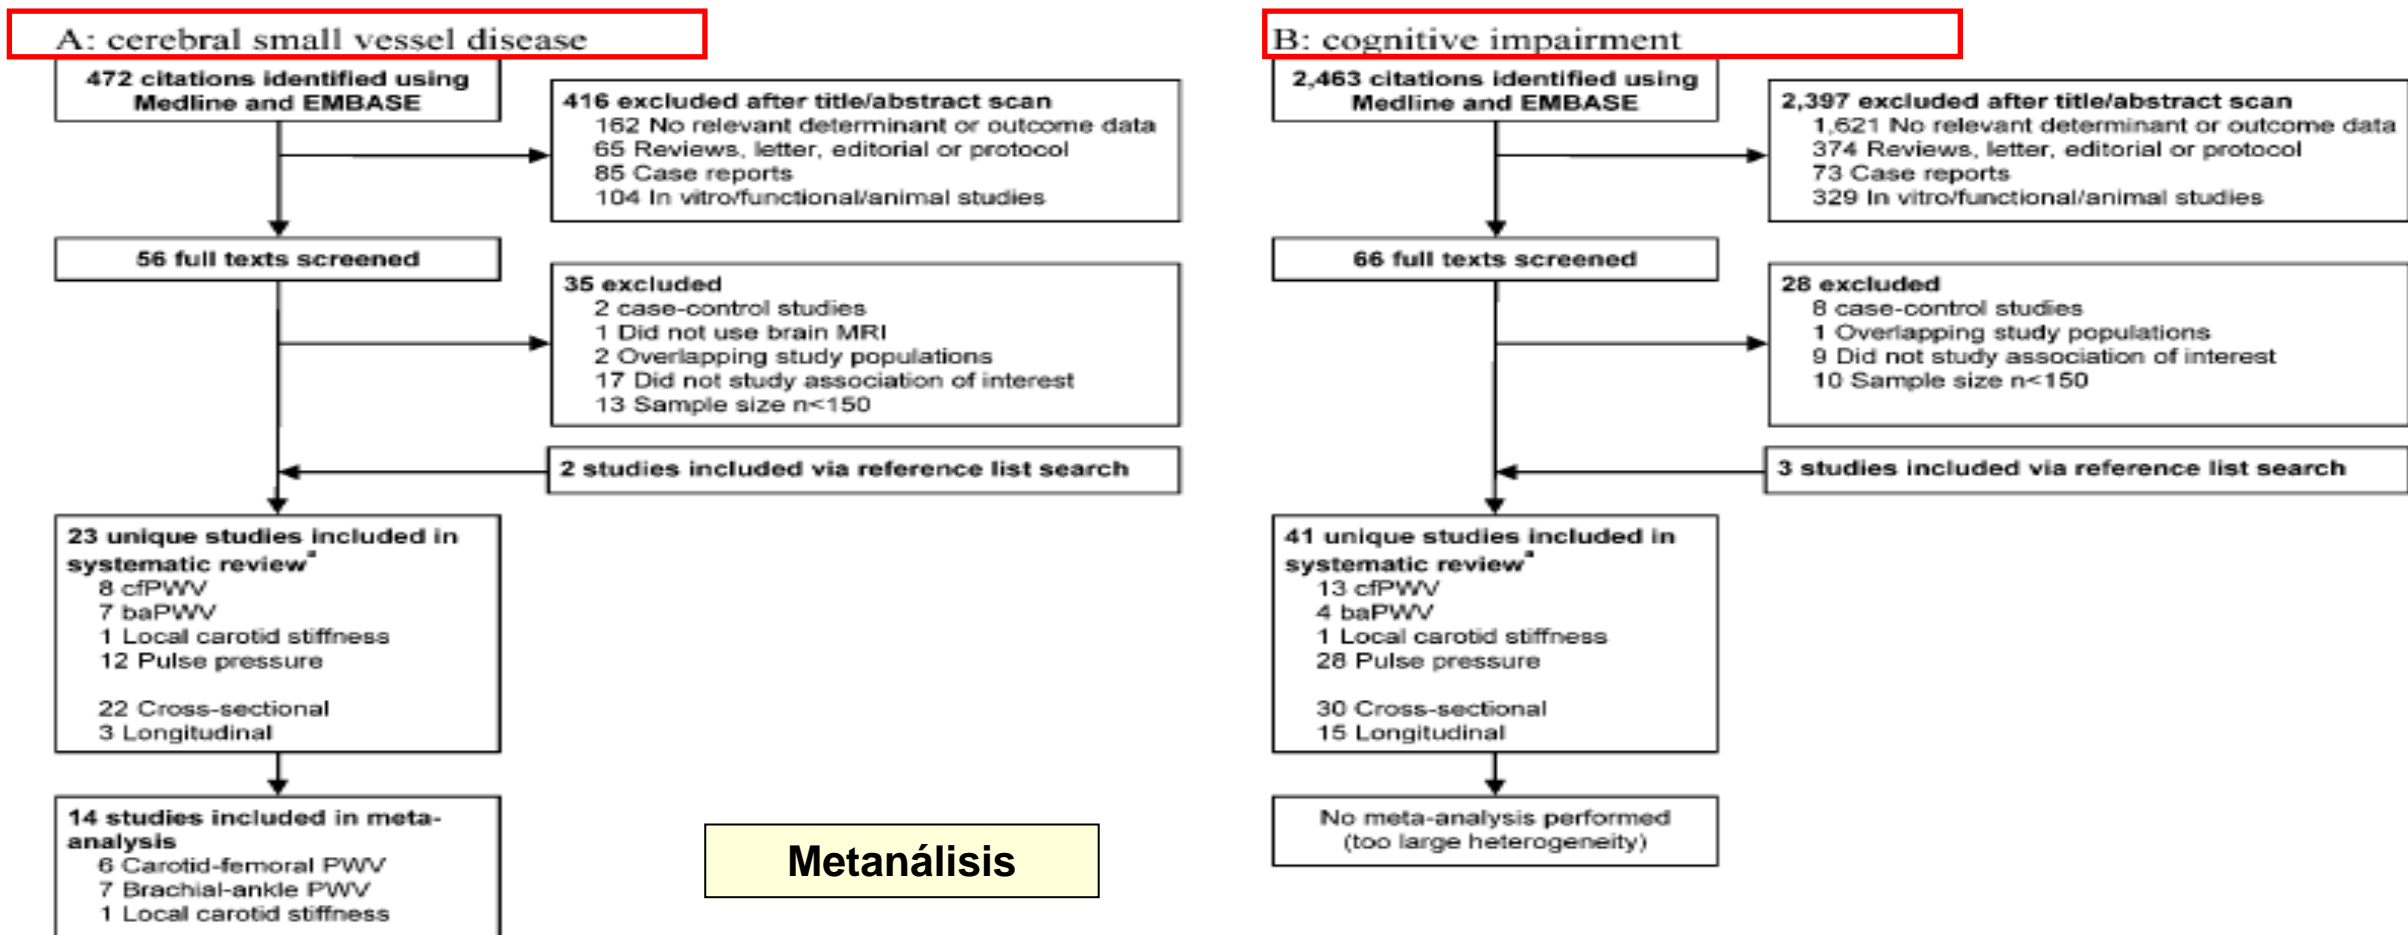 A: cerebral small vessel disease
472 citations identified using
Medline and EMBASE
416 excluded after title/abstract scan
162 No relevant determinant or outcome data
65 Reviews, letter, editorial or protocol
85 Case reports
104 In vitro/functional/animal studies
56 full texts screened
35 excluded
2 case-control studies
1 Did not use brain MRI
2 Overlapping study populations
17 Did not study association of interest
13 Sample size n<150
2 studies included via reference list search
23 unique studies included in
systematic review
8 cfPWV
7 baPWV
1 Local carotid stiffness
12 Pulse pressure
22 Cross-sectional
3 Longitudinal
14 studies included in meta-
analysis
6 Carotid-femoral PWV
7 Brachial-ankle PWV
1 Local carotid stiffness
Metanálisis
B: cognitive impairment
2,463 citations identified using
Medline and EMBASE
2,397 excluded after title/abstract scan
1,621 No relevant determinant or outcome data
374 Reviews, letter, editorial or protocol
73 Case reports
329 In vitro/functional/animal studies
66 full texts screened
28 excluded
8 case-control studies
1 Overlapping study populations
9 Did not study association of interest
10 Sample size n<150
3 studies included via reference list search
41 unique studies included in
systematic review
13 cfPWV
4 baPWV
1 Local carotid stiffness
28 Pulse pressure
30 Cross-sectional
15 Longitudinal
No meta-analysis performed
(too large heterogeneity)